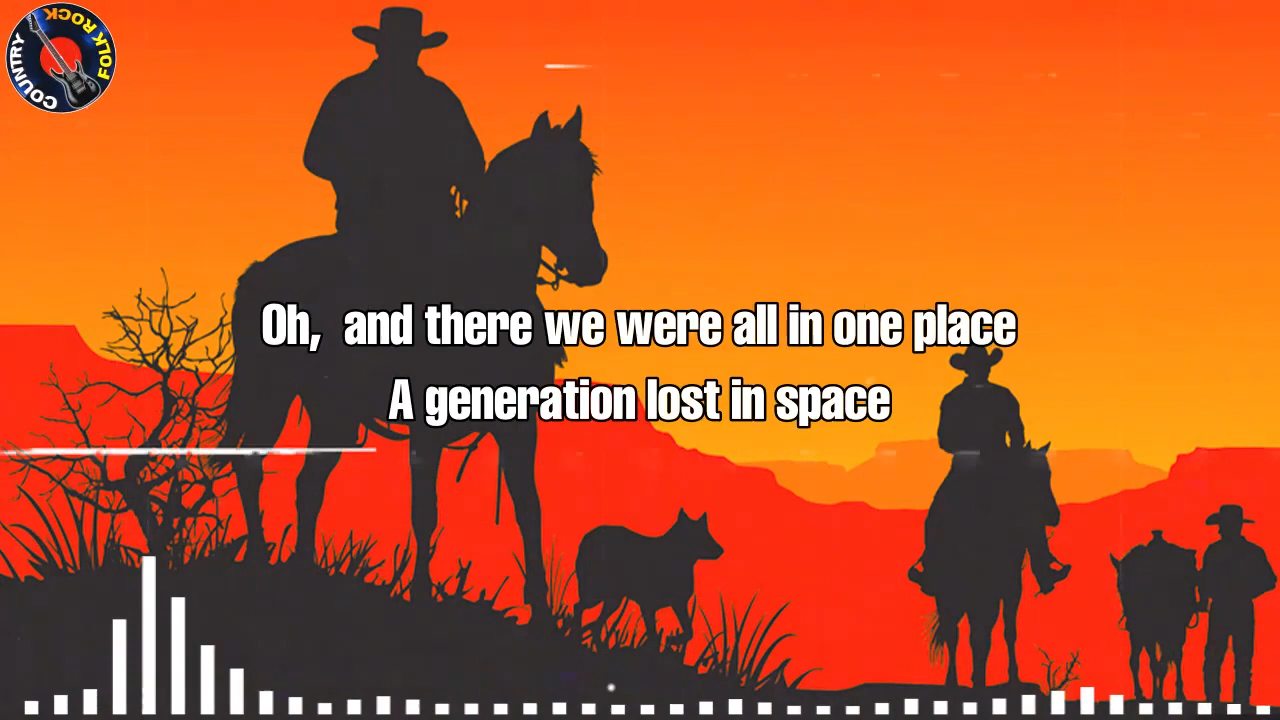 COUNTRY
FOLK ROCK
Oh,  and there we were all in one place
A generation lost in space